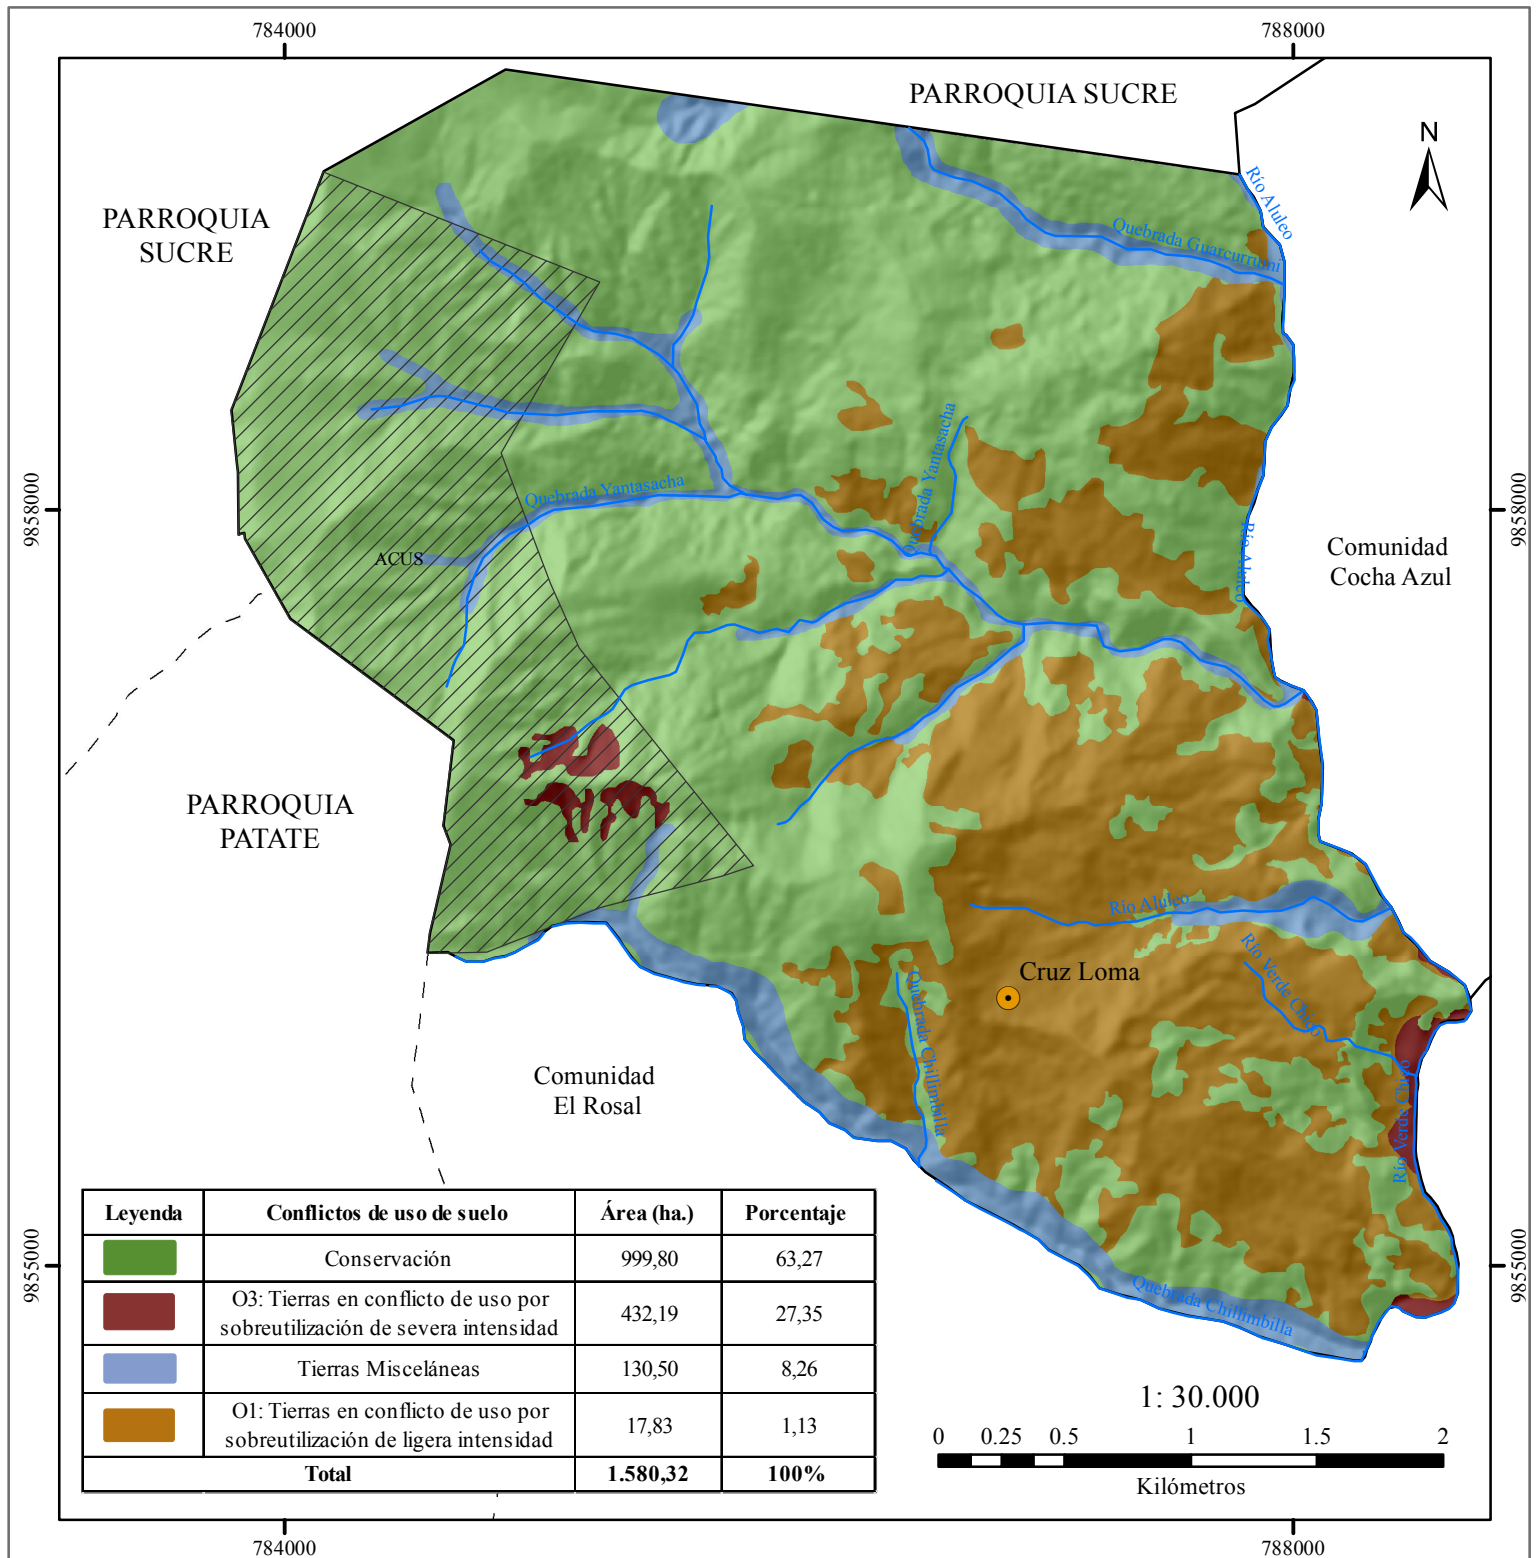 784000
788000
PARROQUIA SUCRE
N
PARROQUIA
SUCRE
Río Aluleo
Quebrada Guarcurrumi
Quebrada Yantasacha
Quebrada Yantasacha
9858000
9858000
ACUS
Río Aluleo
Comunidad
Cocha Azul
PARROQUIA
PATATE
Río Aluleo
Cruz Loma
Río Verde Chico
Quebrada Chillimbilla
Comunidad
El Rosal
Río Verde Chico
9855000
9855000
Quebrada Chillimbilla
Leyenda Conflictos de uso de suelo Área (ha.) Porcentaje
Conservación 999,80 63,27
O3: Tierras en conflicto de uso por
sobreutilización de severa intensidad 432,19 27,35
Tierras Misceláneas 130,50 8,26
O1: Tierras en conflicto de uso por
sobreutilización de ligera intensidad 17,83 1,13
Total 1.580,32 100%
1: 30.000
0 0.25 0.5 1 1.5 2
Kilómetros
784000
788000